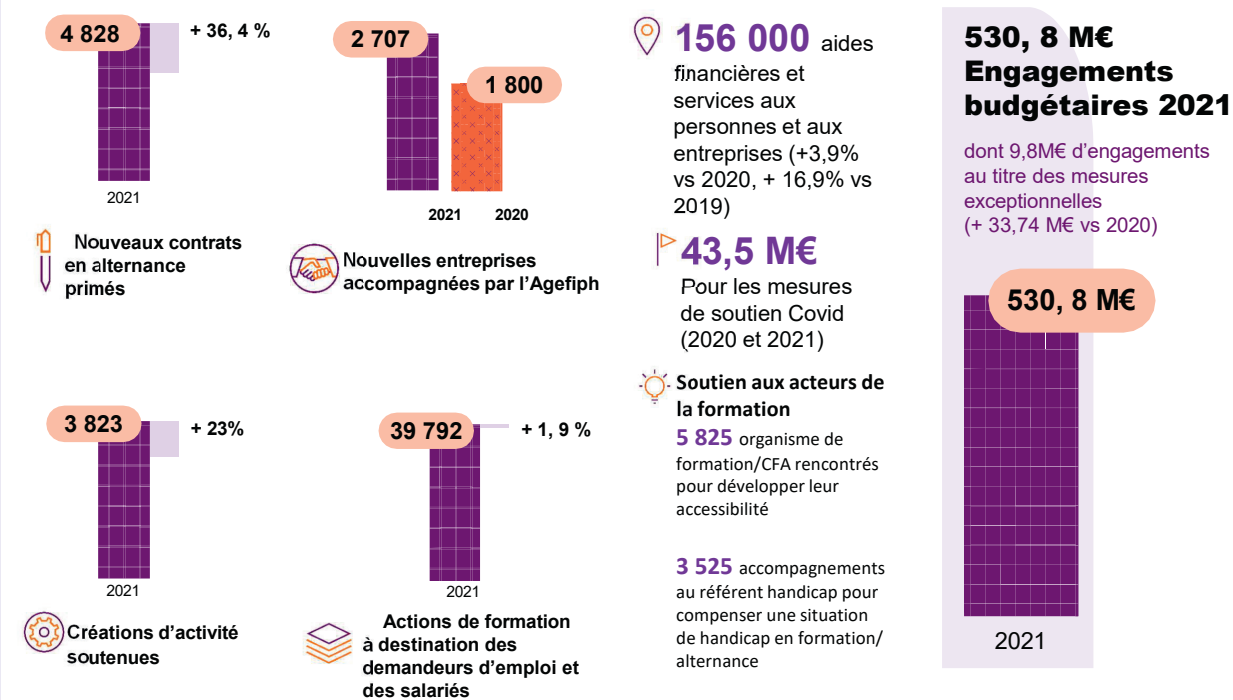 4 828
+ 36, 4 %
2021
Nouveaux contrats
en alternance
primés
2 707
1 800
2021
2020
Nouvelles entreprises
accompagnées par l'Agefiph
3 823
+ 23%
2021
Créations d'activité
soutenues
39 792
+ 1, 9 %
2021
Actions de formation
à destination des
demandeurs d'emploi et
des salariés
156 000 aides
financières et
services aux
personnes et aux
entreprises (+3,9%
vs 2020, + 16,9% vs
2019)
43,5 M€
Pour les mesures
de soutien Covid
(2020 et 2021)
Soutien aux acteurs de
la formation
5 825 organisme de
formation/CFA rencontrés
pour développer leur
accessibilité
3 525 accompagnements
au référent handicap pour
compenser une situation
de handicap en formation/
alternance
530, 8 M€
Engagements
budgétaires 2021
dont 9,8M€ d'engagements
au titre des mesures
exceptionnelles
(+ 33,74 M€ vs 2020)
530, 8 M€
2021